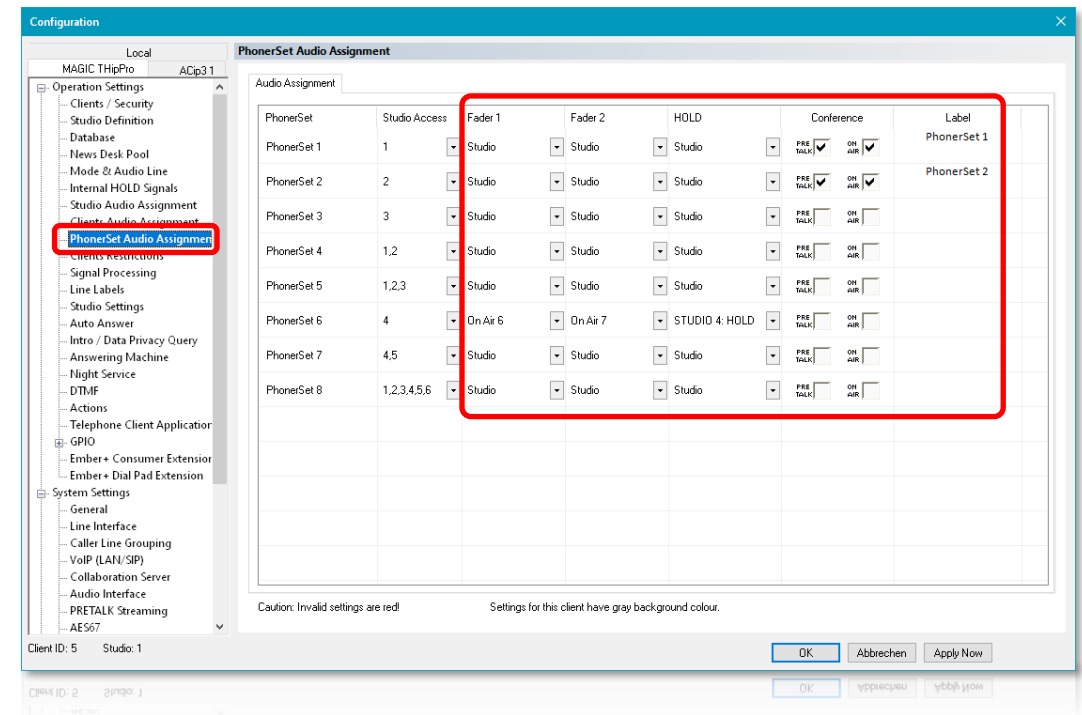 Configuration
Local
MAGIC THipPro ACip3 1
Operation Settings
Clients / Security
Studio Definition
Database
News Desk Pool
Mode & Audio Line
Internal HOLD Signals
Studio Audio Assignment
Clients Audio Assignment
PhonerSet Audio Assignmen
Clients Restrictions
Signal Processing
Line Labels
Studio Settings
Auto Answer
Intro / Data Privacy Query
Answering Machine
Night Service
DTMF
Actions
Telephone Client Application
GPIO
Ember+ Consumer Extension
Ember+ Dial Pad Extension
System Settings
General
Line Interface
Caller Line Grouping
VoIP (LAN/SIP)
Collaboration Server
Audio Interface
PRETALK Streaming
AES67
PhonerSet Audio Assignment
Audio Assignment
PhonerSet Studio Access Fader 1 Fader 2 HOLD Conference Label
PhonerSet 1 1 Studio Studio Studio PRE TALK ON AIR PhonerSet 1
PhonerSet 2 2 Studio Studio Studio PRE TALK ON AIR PhonerSet 2
PhonerSet 3 3 Studio Studio Studio PRE TALK ON AIR
PhonerSet 4 1,2 Studio Studio Studio PRE TALK ON AIR
PhonerSet 5 1,2,3 Studio Studio Studio PRE TALK ON AIR
PhonerSet 6 4 On Air 6 On Air 7 STUDIO 4: HOLD PRE TALK ON AIR
PhonerSet 7 4,5 Studio Studio Studio PRE TALK ON AIR
PhonerSet 8 1,2,3,4,5,6 Studio Studio Studio PRE TALK ON AIR
Caution: Invalid settings are red! Settings for this client have gray background colour.
Client ID: 5 Studio: 1
OK Abbrechen Apply Now